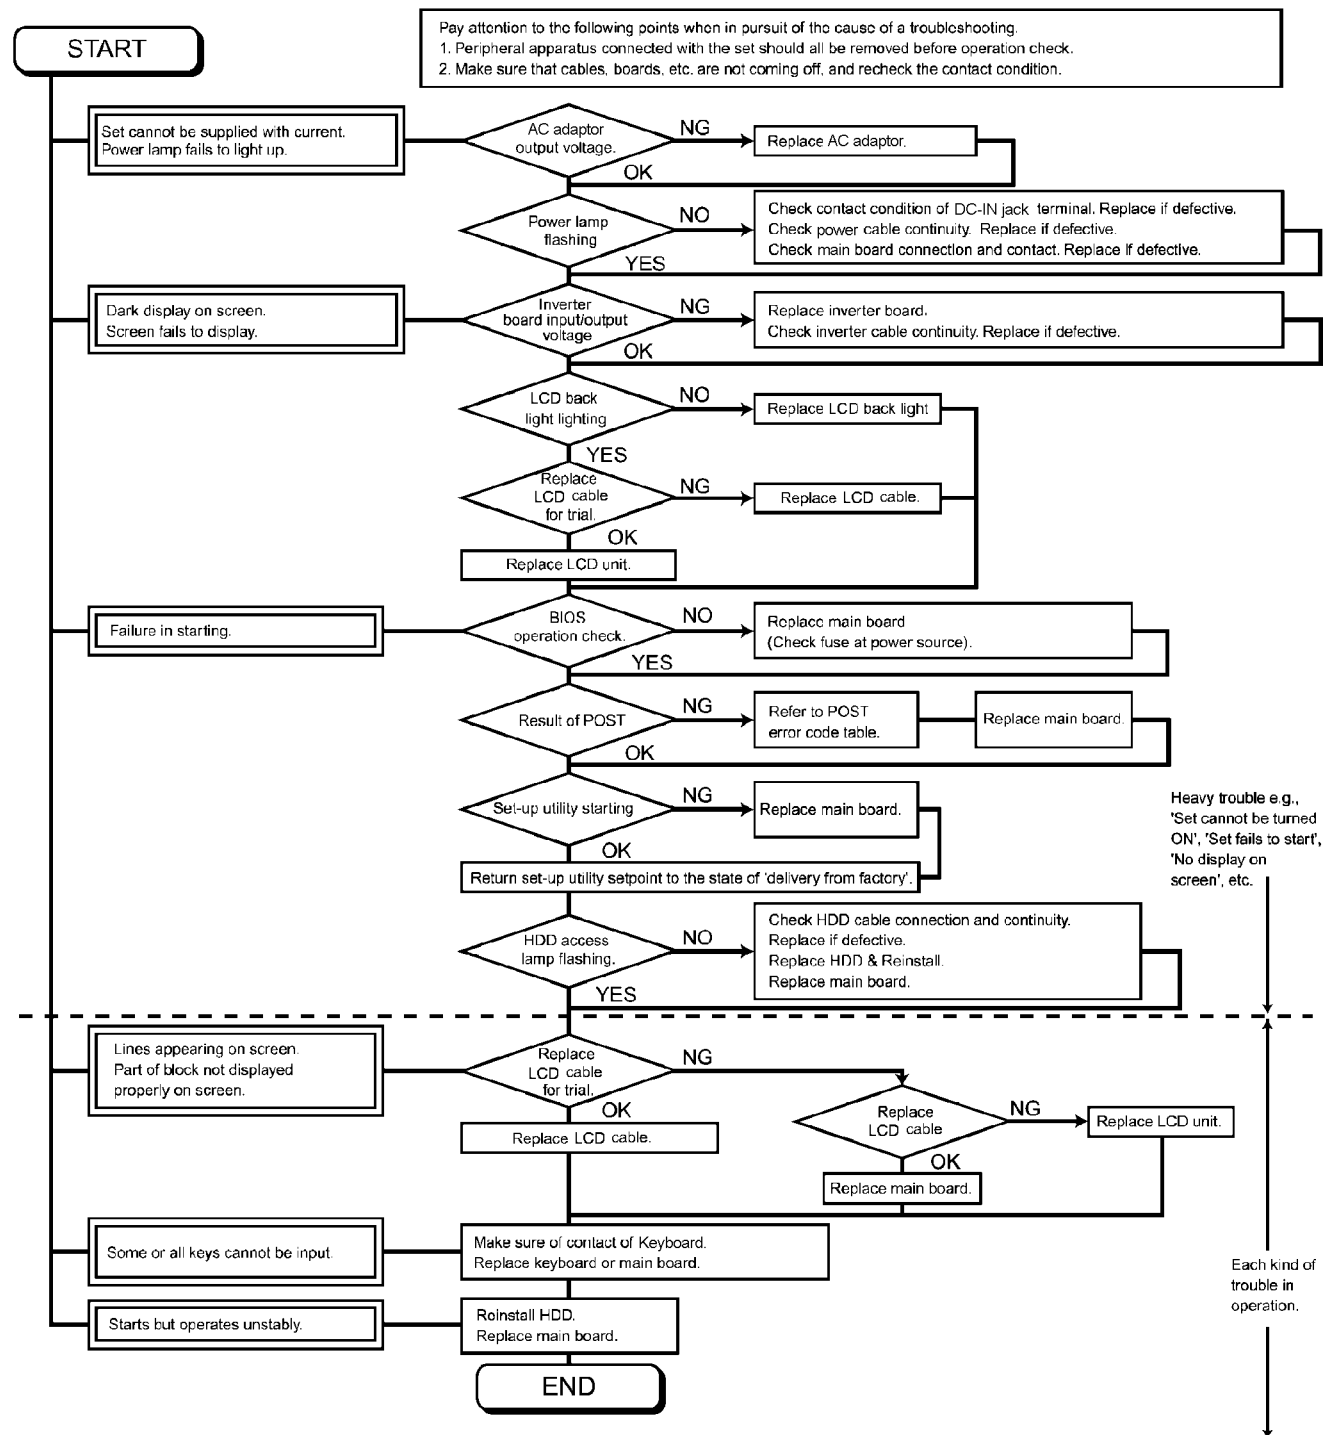 START
Pay attention to the following points when in pursuit of the cause of a troubleshooting.
1. Peripheral apparatus connected with the set should all be removed before operation check.
2. Make sure that cables, boards, etc. are not coming off, and recheck the contact condition.
Set cannot be supplied with current.
Power lamp fails to light up.
AC adaptor
output voltage.
NG
Replace AC adaptor.
OK
Power lamp
flashing
NO
Check contact condition of DC-IN jack terminal. Replace if defective.
Check power cable continuity. Replace if defective.
Check main board connection and contact. Replace if defective.
YES
Dark display on screen.
Screen fails to display.
Inverter
board input/output
voltage
NG
Replace inverter board.
Check inverter cable continuity. Replace if defective.
OK
LCD back
light lighting
NO
Replace LCD back light
YES
Replace
LCD cable
for trial.
NG
Replace LCD cable.
OK
Replace LCD unit.
Failure in starting.
BIOS
operation check.
NO
Replace main board
(Check fuse at power source).
YES
Result of POST
NG
Refer to POST
error code table.
Replace main board.
OK
Set-up utility starting
NG
Replace main board.
OK
Return set-up utility setpoint to the state of 'delivery from factory'.
Heavy trouble e.g.,
'Set cannot be turned
ON', 'Set fails to start',
'No display on
screen', etc.
HDD access
lamp flashing.
NO
Check HDD cable connection and continuity.
Replace if defective.
Replace HDD & Reinstall.
Replace main board.
YES
Lines appearing on screen.
Part of block not displayed
properly on screen.
Replace
LCD cable
for trial.
NG
OK
Replace LCD cable.
Replace
LCD cable
NG
Replace LCD unit.
OK
Replace main board.
Some or all keys cannot be input.
Make sure of contact of Keyboard.
Replace keyboard or main board.
Each kind of
trouble in
operation.
Starts but operates unstably.
Reinstall HDD.
Replace main board.
END